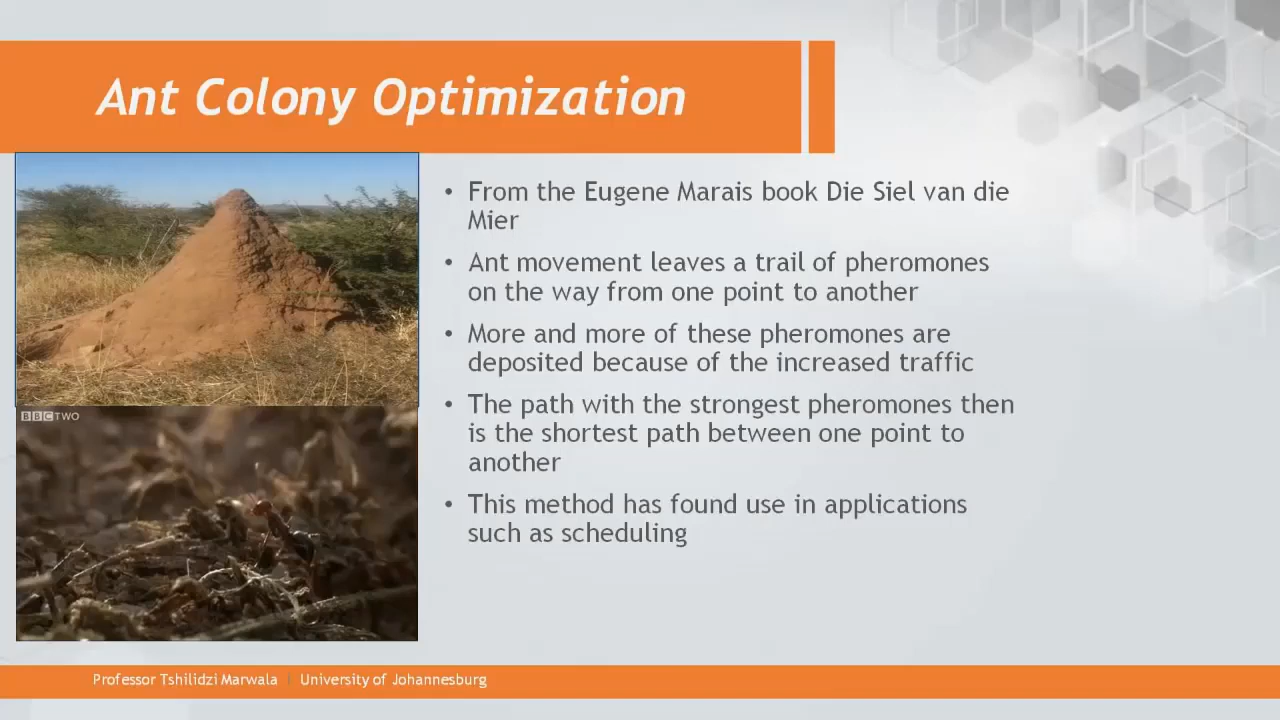 Ant Colony Optimization
• From the Eugene Marais book Die Siel van die
Mier
• Ant movement leaves a trail of pheromones
on the way from one point to another
• More and more of these pheromones are
deposited because of the increased traffic
• The path with the strongest pheromones then
is the shortest path between one point to
another
• This method has found use in applications
such as scheduling
BBC TWO
Professor Tshilidzi Marwala | University of Johannesburg